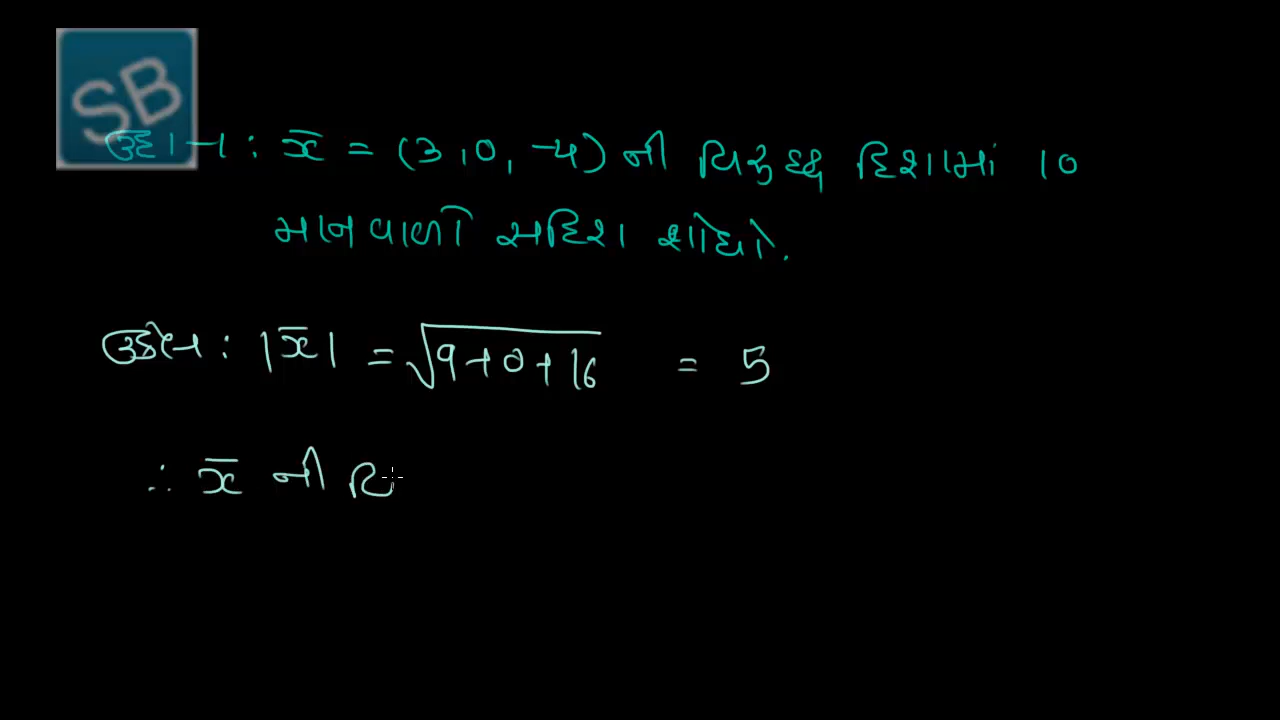 SB
ઉદા-1 : x̄ = (3,0,-4) ની વિરુદ્ધ દિશામાં 10
માનવાળો સદિશ શોધો.
ઉકેલ : |x̄| = √9+0+16 = 5
∴ x̄ ની વિ